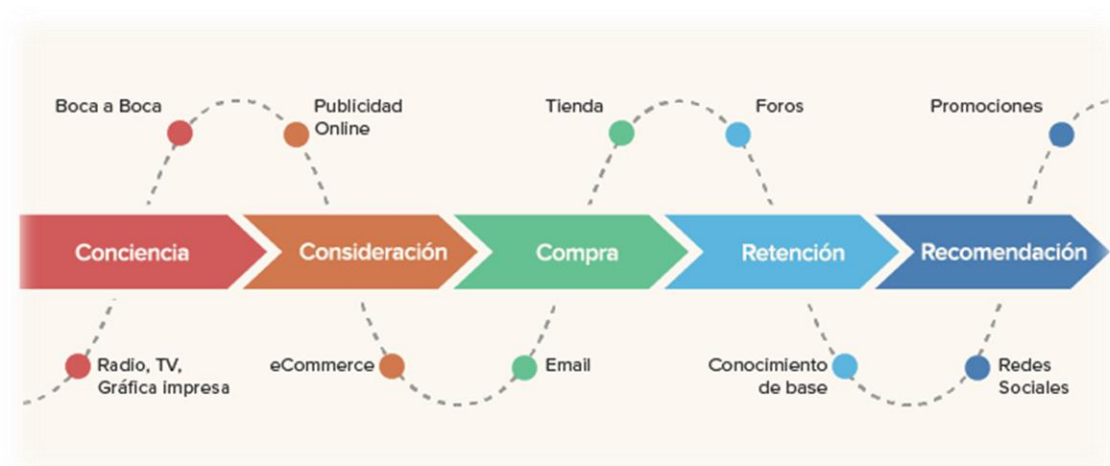 Boca a Boca
Publicidad
Online
Tienda
Foros
Promociones
Conciencia
Consideración
Compra
Retención
Recomendación
Radio, TV,
Gráfica impresa
eCommerce
Email
Conocimiento
de base
Redes
Sociales